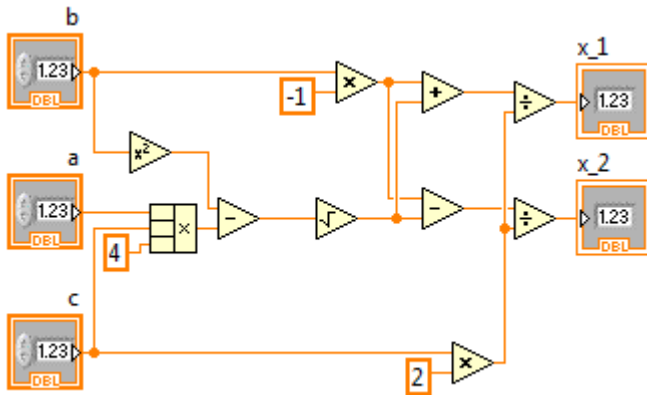 b
1.23
DBL
-1
×
+
÷
x_1
1.23
DBL
x²
a
1.23
DBL
4
×
−
√
−
÷
x_2
1.23
DBL
c
1.23
DBL
2
×